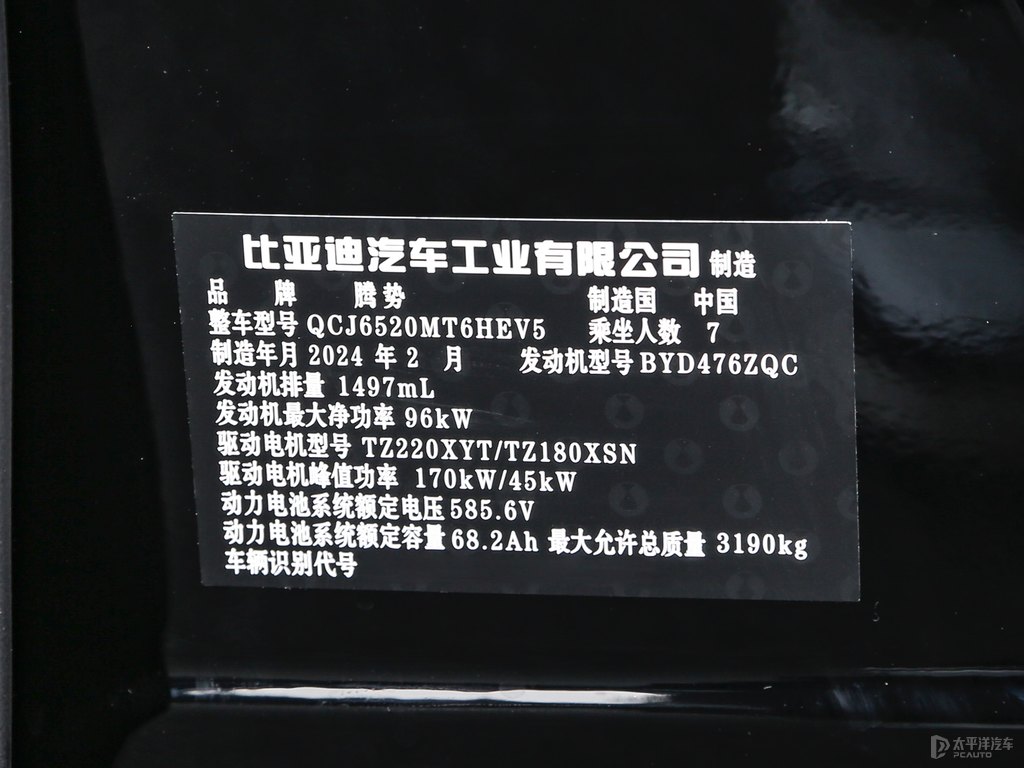 比亚迪汽车工业有限公司 制造
品 牌 腾势 制造国 中国
整车型号 QCJ6520MT6HEV5 乘坐人数 7
制造年月 2024 年 2 月 发动机型号 BYD476ZQC
发动机排量 1497mL
发动机最大净功率 96kW
驱动电机型号 TZ220XYT/TZ180XSN
驱动电机峰值功率 170kW/45kW
动力电池系统额定电压 585.6V
动力电池系统额定容量 68.2Ah 最大允许总质量 3190kg
车辆识别代号
太平洋汽车
PCAUTO